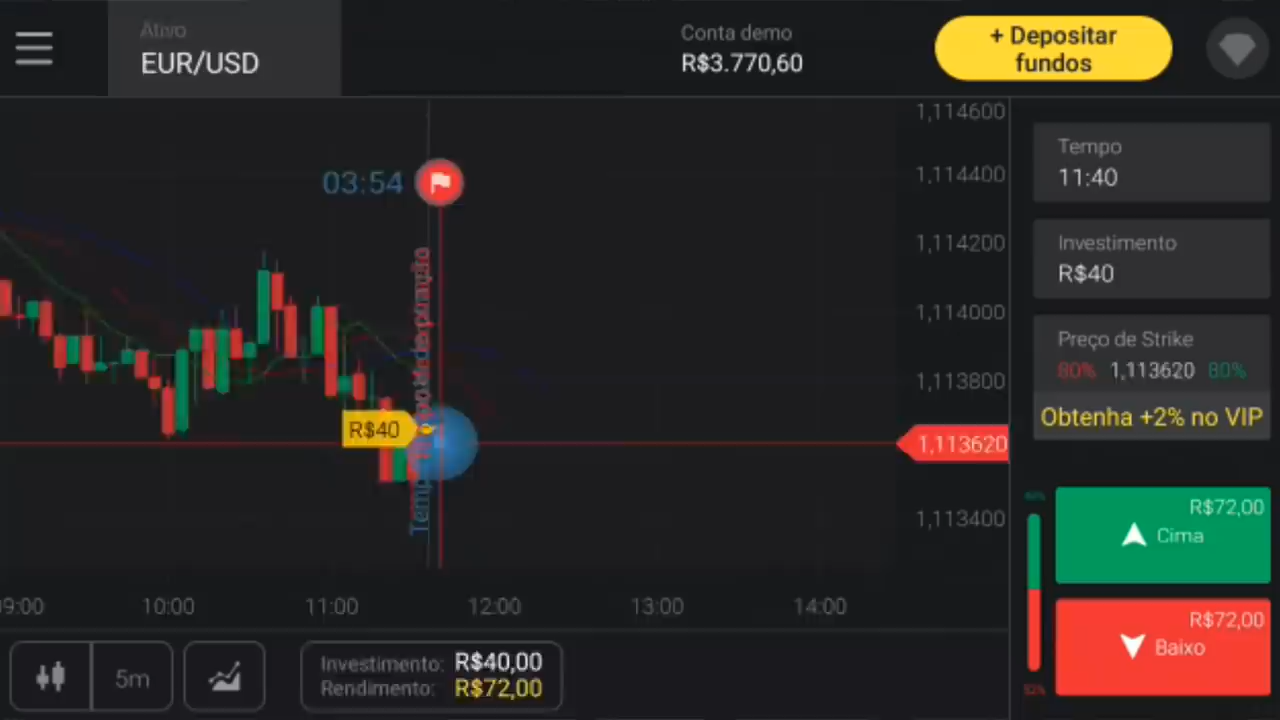 Ativo
EUR/USD
Conta demo
R$3.770,60
+ Depositar
fundos
1,114600
1,114400
1,114200
1,114000
1,113800
1,113620
1,113400
03:54
R$40
Tempo
11:40
Investimento
R$40
Preço de Strike
80% 1,113620 80%
Obtenha +2% no VIP
R$72,00
Cima
R$72,00
Baixo
09:00 10:00 11:00 12:00 13:00 14:00
5m
Investimento: R$40,00
Rendimento: R$72,00